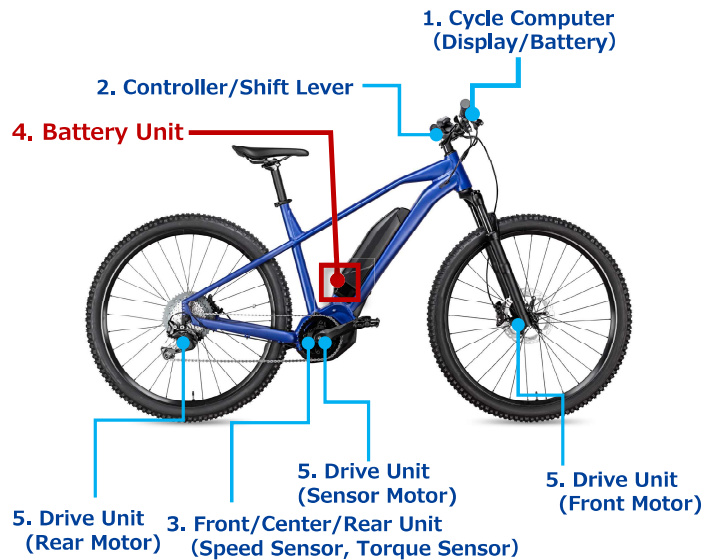 1. Cycle Computer
(Display/Battery)
2. Controller/Shift Lever
4. Battery Unit
5. Drive Unit
(Sensor Motor)
5. Drive Unit
(Front Motor)
5. Drive Unit
(Rear Motor)
3. Front/Center/Rear Unit
(Speed Sensor, Torque Sensor)